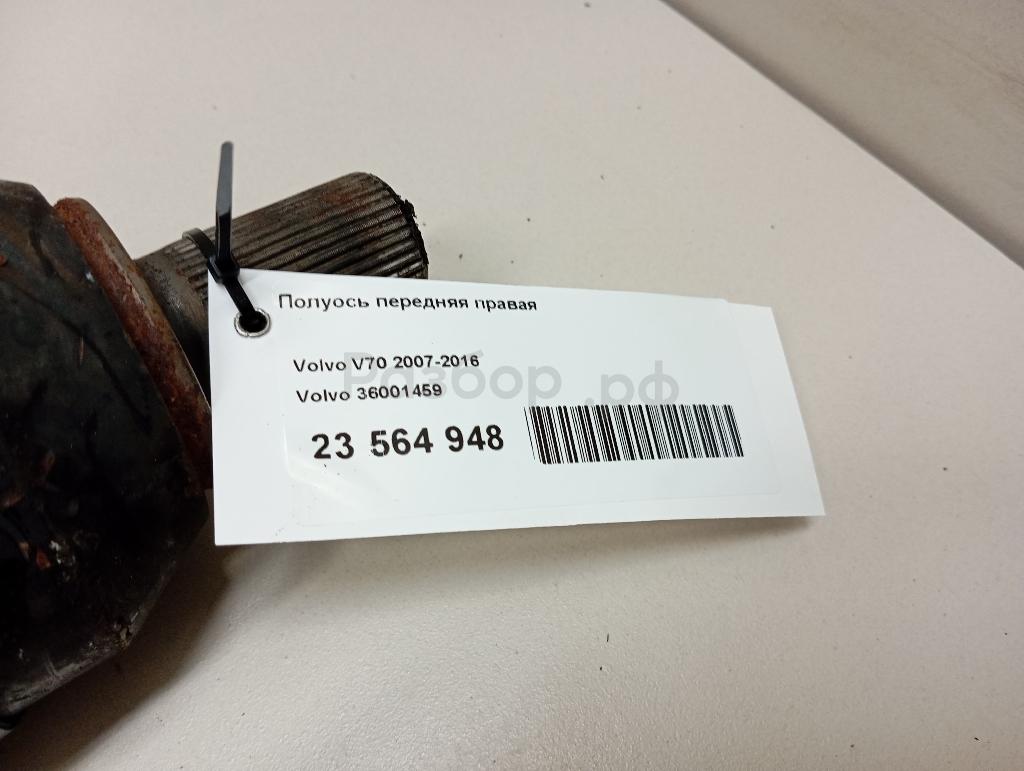 Полуось передняя правая
Volvo V70 2007-2016
Разбор.рф
Volvo 36001459
23 564 948